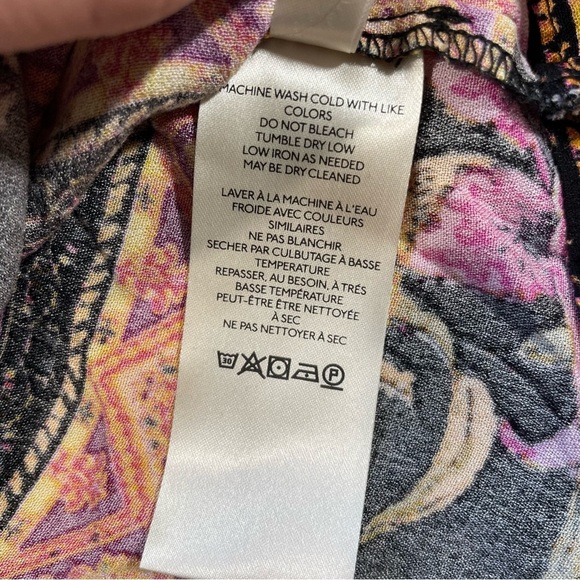 MACHINE WASH COLD WITH LIKE
COLORS
DO NOT BLEACH
TUMBLE DRY LOW
LOW IRON AS NEEDED
MAY BE DRY CLEANED
LAVER À LA MACHINE À L'EAU
FROIDE AVEC COULEURS
SIMILAIRES
NE PAS BLANCHIR
SECHER PAR CULBUTAGE À BASSE
TEMPERATURE
REPASSER, AU BESOIN, À TRÉS
BASSE TEMPÉRATURE
PEUT-ÊTRE ÊTRE NETTOYÉE
À SEC
NE PAS NETTOYER À SEC
30 P